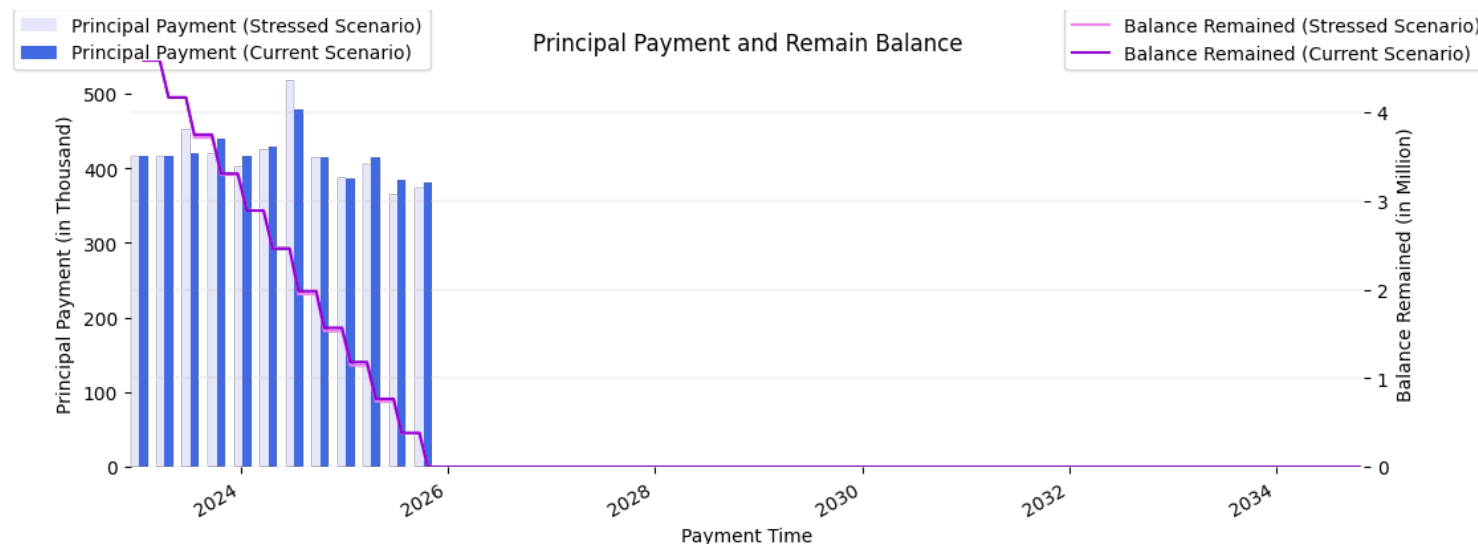 Principal Payment (Stressed Scenario)
Principal Payment (Current Scenario)
Principal Payment and Remain Balance
Balance Remained (Stressed Scenario)
Balance Remained (Current Scenario)
Principal Payment (in Thousand)
500
400
300
200
100
0
4
3
2
1
0
Balance Remained (in Million)
2024
2026
2028
2030
2032
2034
Payment Time